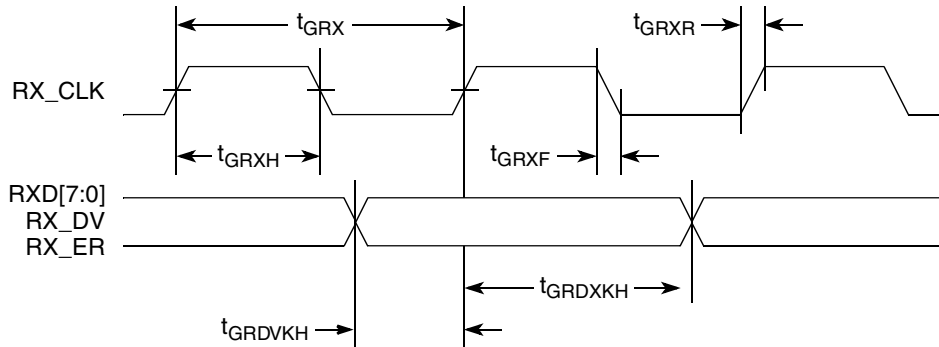 tGRX
tGRXR
RX_CLK
tGRXH
tGRXF
RXD[7:0]
RX_DV
RX_ER
tGRDXKH
tGRDVKH